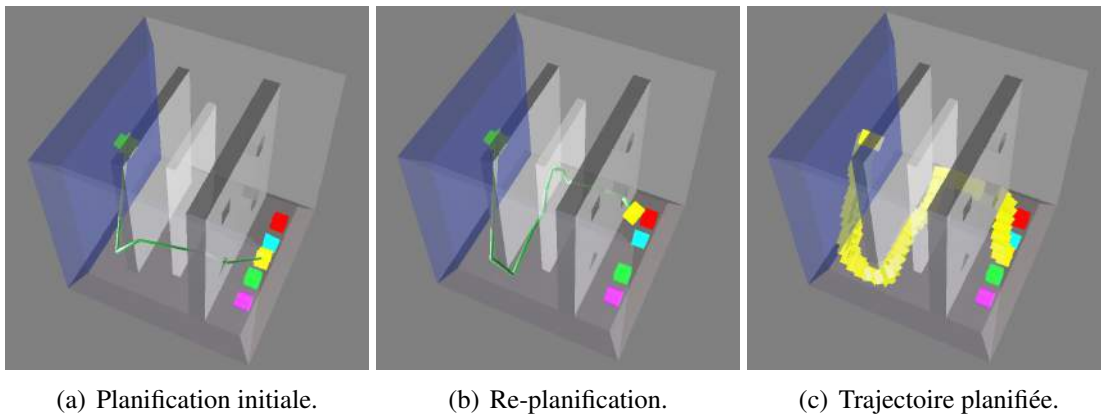 (a) Planification initiale.
(b) Re-planification.
(c) Trajectoire planifiée.